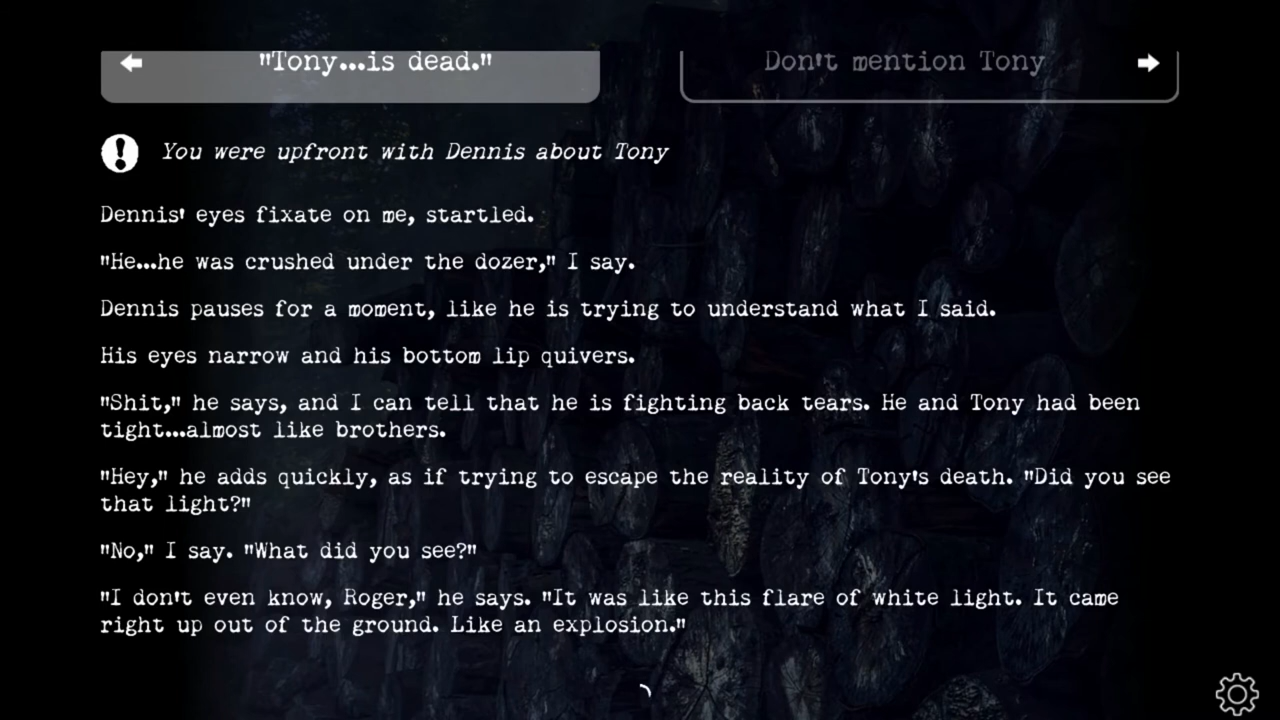 "Tony...is dead."
Don't mention Tony
You were upfront with Dennis about Tony
Dennis' eyes fixate on me, startled.
"He...he was crushed under the dozer," I say.
Dennis pauses for a moment, like he is trying to understand what I said.
His eyes narrow and his bottom lip quivers.
"Shit," he says, and I can tell that he is fighting back tears. He and Tony had been
tight...almost like brothers.
"Hey," he adds quickly, as if trying to escape the reality of Tony's death. "Did you see
that light?"
"No," I say. "What did you see?"
"I don't even know, Roger," he says. "It was like this flare of white light. It came
right up out of the ground. Like an explosion."